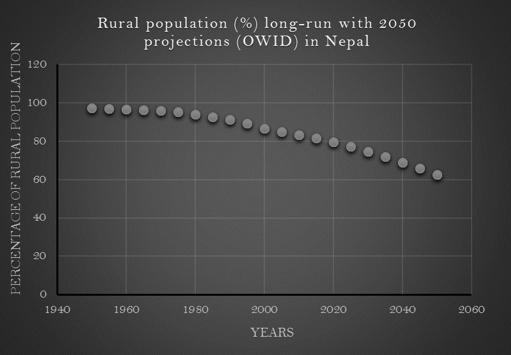 Rural population (%) long-run with 2050
projections (OWID) in Nepal
PERCENTAGE OF RURAL POPULATION
120
100
80
60
40
20
0
1940 1960 1980 2000 2020 2040 2060
YEARS